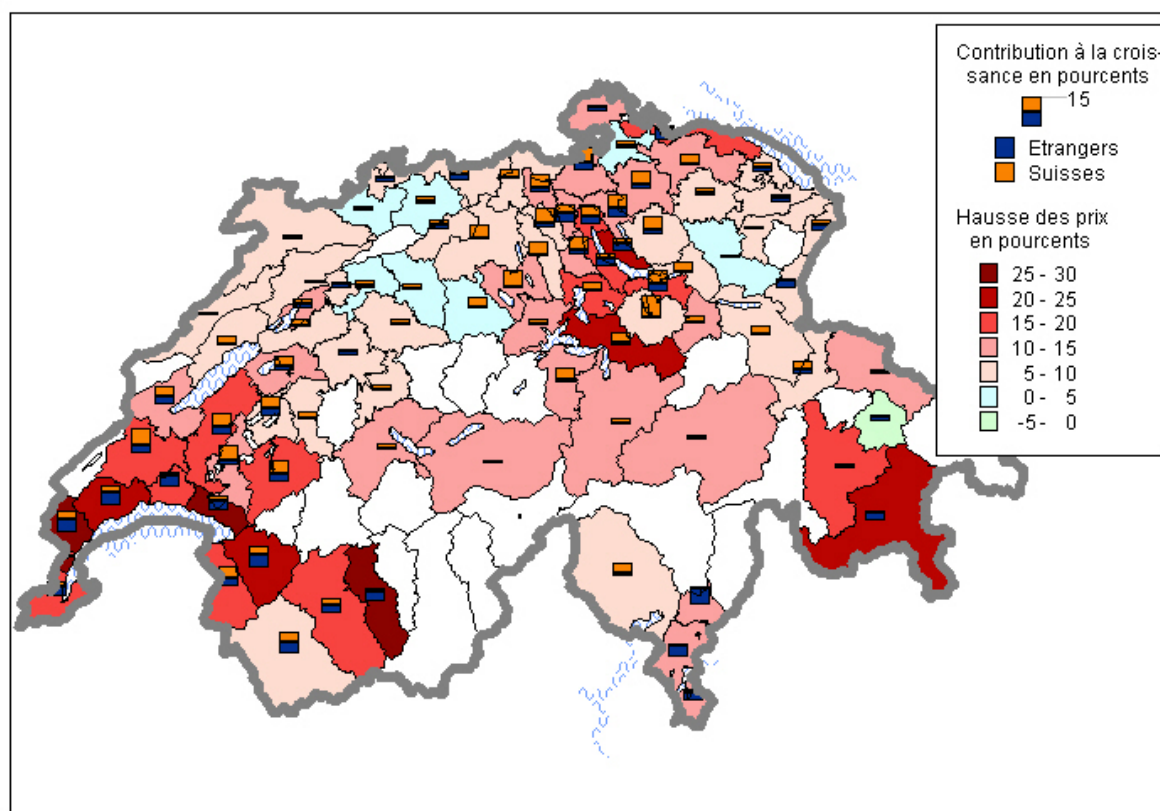 Contribution à la crois-
sance en pourcents
15
Etrangers
Suisses
Hausse des prix
en pourcents
25 - 30
20 - 25
15 - 20
10 - 15
5 - 10
0 - 5
-5 - 0